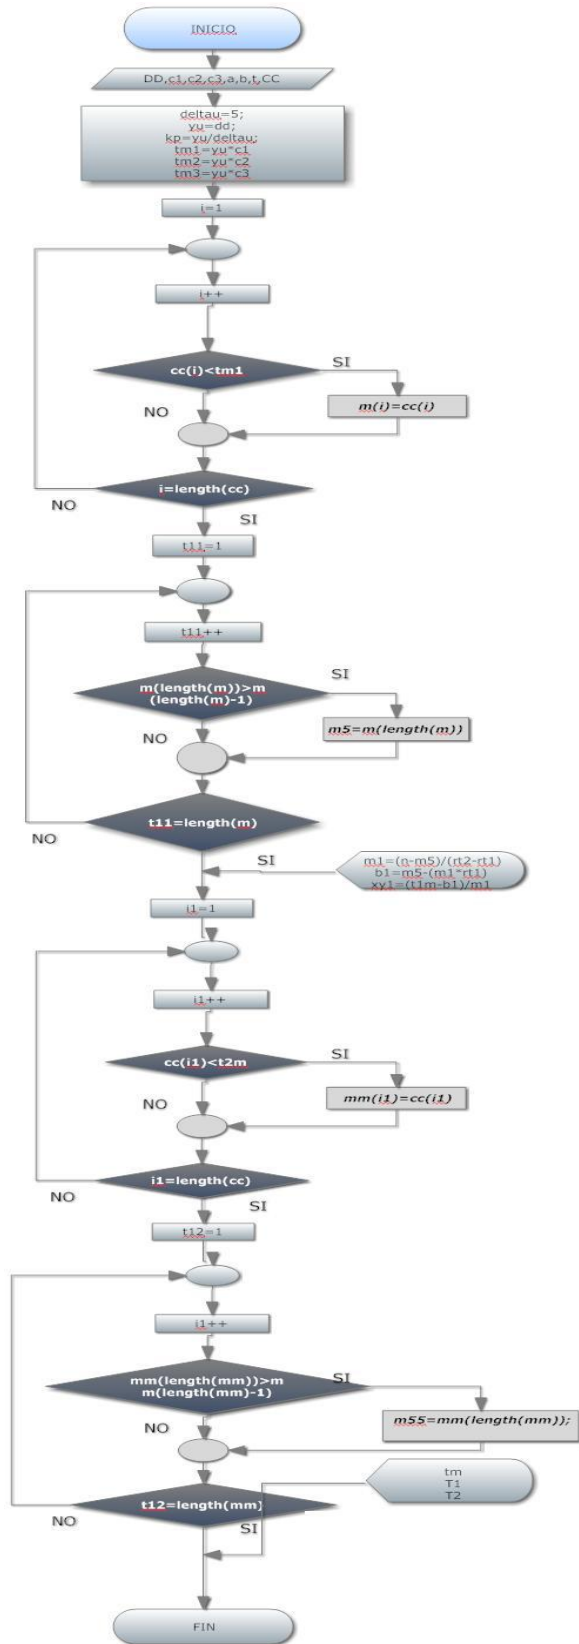 INICIO
DD,c1,c2,c3,a,b,t,CC
deltau=5;
yu=dd;
kp=yu/deltau;
tm1=yu*c1
tm2=yu*c2
tm3=yu*c3
i=1
i++
cc(i)<tm1
SI
m(i)=cc(i)
NO
i=length(cc)
NO
SI
t11=1
t11++
m(length(m))>m
(length(m)-1)
SI
m5=m(length(m))
NO
t11=length(m)
NO
SI
m1=(n-m5)/(rt2-rt1)
b1=m5-(m1*rt1)
xy1=(t1m-b1)/m1
i1=1
i1++
cc(i1)<t2m
SI
mm(i1)=cc(i1)
NO
i1=length(cc)
NO
SI
t12=1
i1++
mm(length(mm))>m
m(length(mm)-1)
SI
m55=mm(length(mm));
NO
tm
T1
T2
t12=length(mm)
NO
SI
FIN